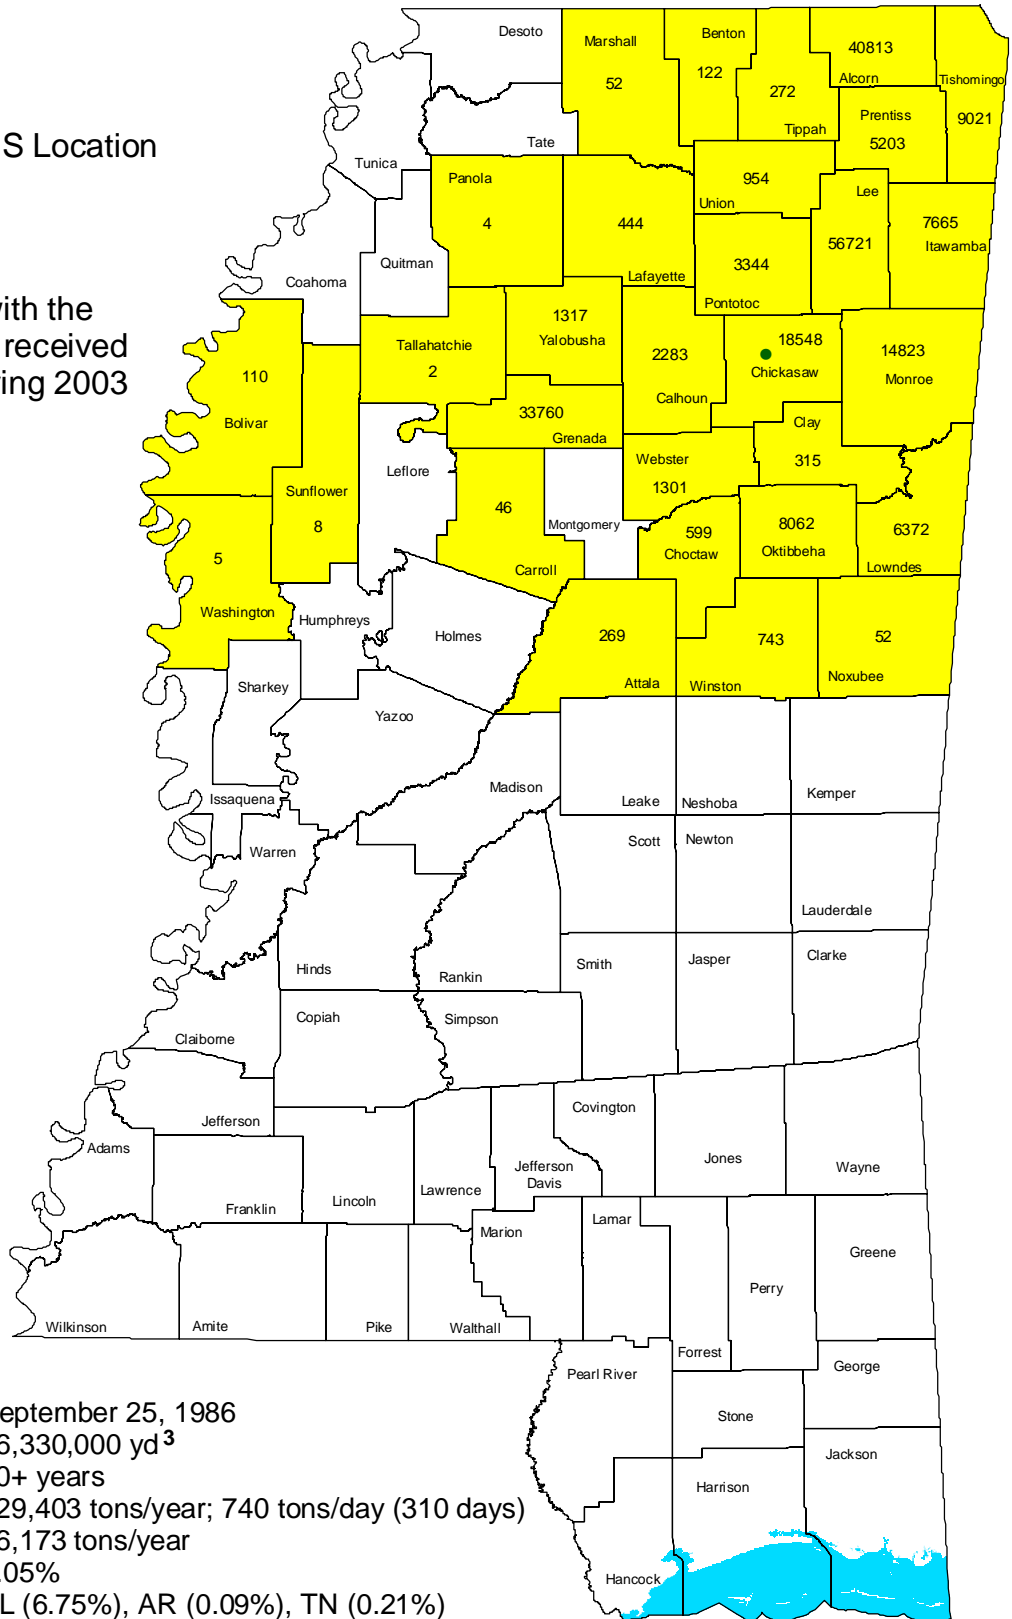 S Location
with the
received
ring 2003
Desoto
Marshall
52
Benton
122
272
Tippah
40813
Alcorn
Tishomingo
9021
Prentiss
5203
Tunica
Tate
Panola
4
444
Lafayette
954
Union
Lee
56721
7665
Itawamba
3344
Pontotoc
Coahoma
Quitman
110
Bolivar
Tallahatchie
2
1317
Yalobusha
2283
Calhoun
18548
Chickasaw
14823
Monroe
33760
Grenada
Clay
315
Leflore
Sunflower
8
46
Carroll
Montgomery
Webster
1301
599
Choctaw
8062
Oktibbeha
6372
Lowndes
5
Washington
Humphreys
Holmes
269
Attala
743
Winston
52
Noxubee
Sharkey
Yazoo
Issaquena
Madison
Leake
Neshoba
Kemper
Warren
Scott
Newton
Lauderdale
Hinds
Rankin
Smith
Jasper
Clarke
Claiborne
Copiah
Simpson
Jefferson
Adams
Franklin
Lincoln
Lawrence
Jefferson
Davis
Covington
Jones
Wayne
Marion
Lamar
Perry
Greene
Wilkinson
Amite
Pike
Walthall
Forrest
Pearl River
George
Stone
Jackson
Harrison
Hancock
eptember 25, 1986
6,330,000 yd³
0+ years
29,403 tons/year; 740 tons/day (310 days)
6,173 tons/year
.05%
L (6.75%), AR (0.09%), TN (0.21%)